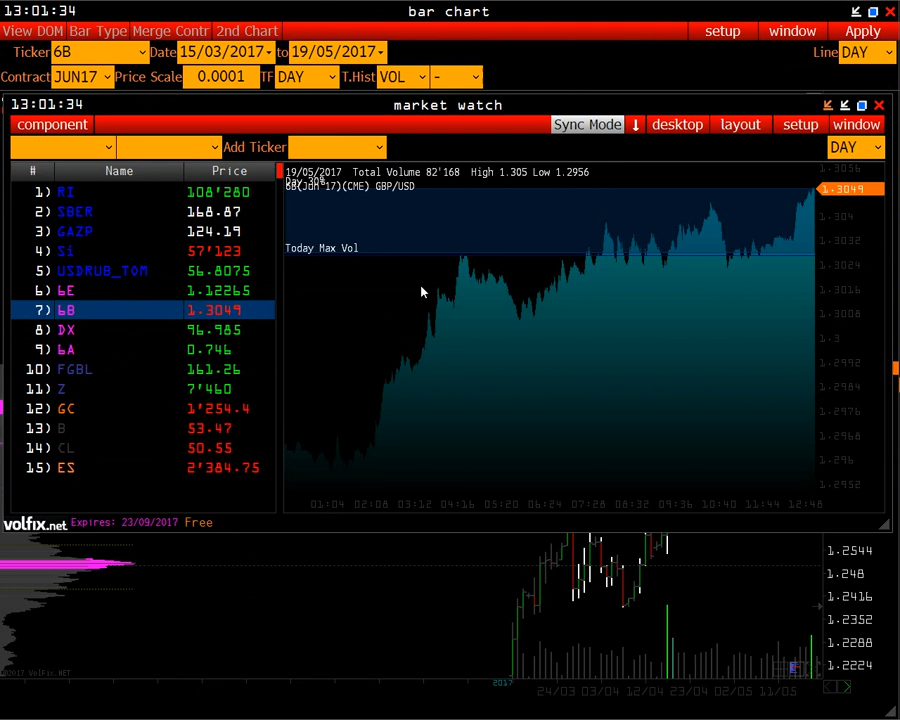 13:01:34 bar chart
View DOM Bar Type Merge Contr 2nd Chart setup window Apply
Ticker 6B Date 15/03/2017 to 19/05/2017 Line DAY
Contract JUN17 Price Scale 0.0001 TF DAY T.Hist VOL -
13:01:34 market watch
component Sync Mode desktop layout setup window
Add Ticker DAY
# Name Price
1) RI 108'280
2) SBER 168.87
3) GAZP 124.19
4) Si 57'123
5) USDRUB_TOM 56.8075
6) 6E 1.12265
7) 6B 1.3049
8) DX 96.985
9) 6A 0.746
10) FGBL 161.26
11) Z 7'460
12) GC 1'254.4
13) B 53.47
14) CL 50.55
15) ES 2'384.75
19/05/2017 Total Volume 82'168 High 1.305 Low 1.2956
Day 30%
6B(Jun'17)(CME) GBP/USD
Today Max Vol
1.3056
1.3049
1.304
1.3032
1.3024
1.3016
1.3008
1.3
1.2992
1.2984
1.2976
1.2968
1.296
1.2952
01:04 02:08 03:12 04:16 05:20 06:24 07:28 08:32 09:36 10:40 11:44 12:48
volfix.net Expires: 23/09/2017 Free
1.2544
1.248
1.2416
1.2352
1.2288
1.2224
©2017 VolFix.NET
2017
24/03 03/04 12/04 23/04 02/05 11/05